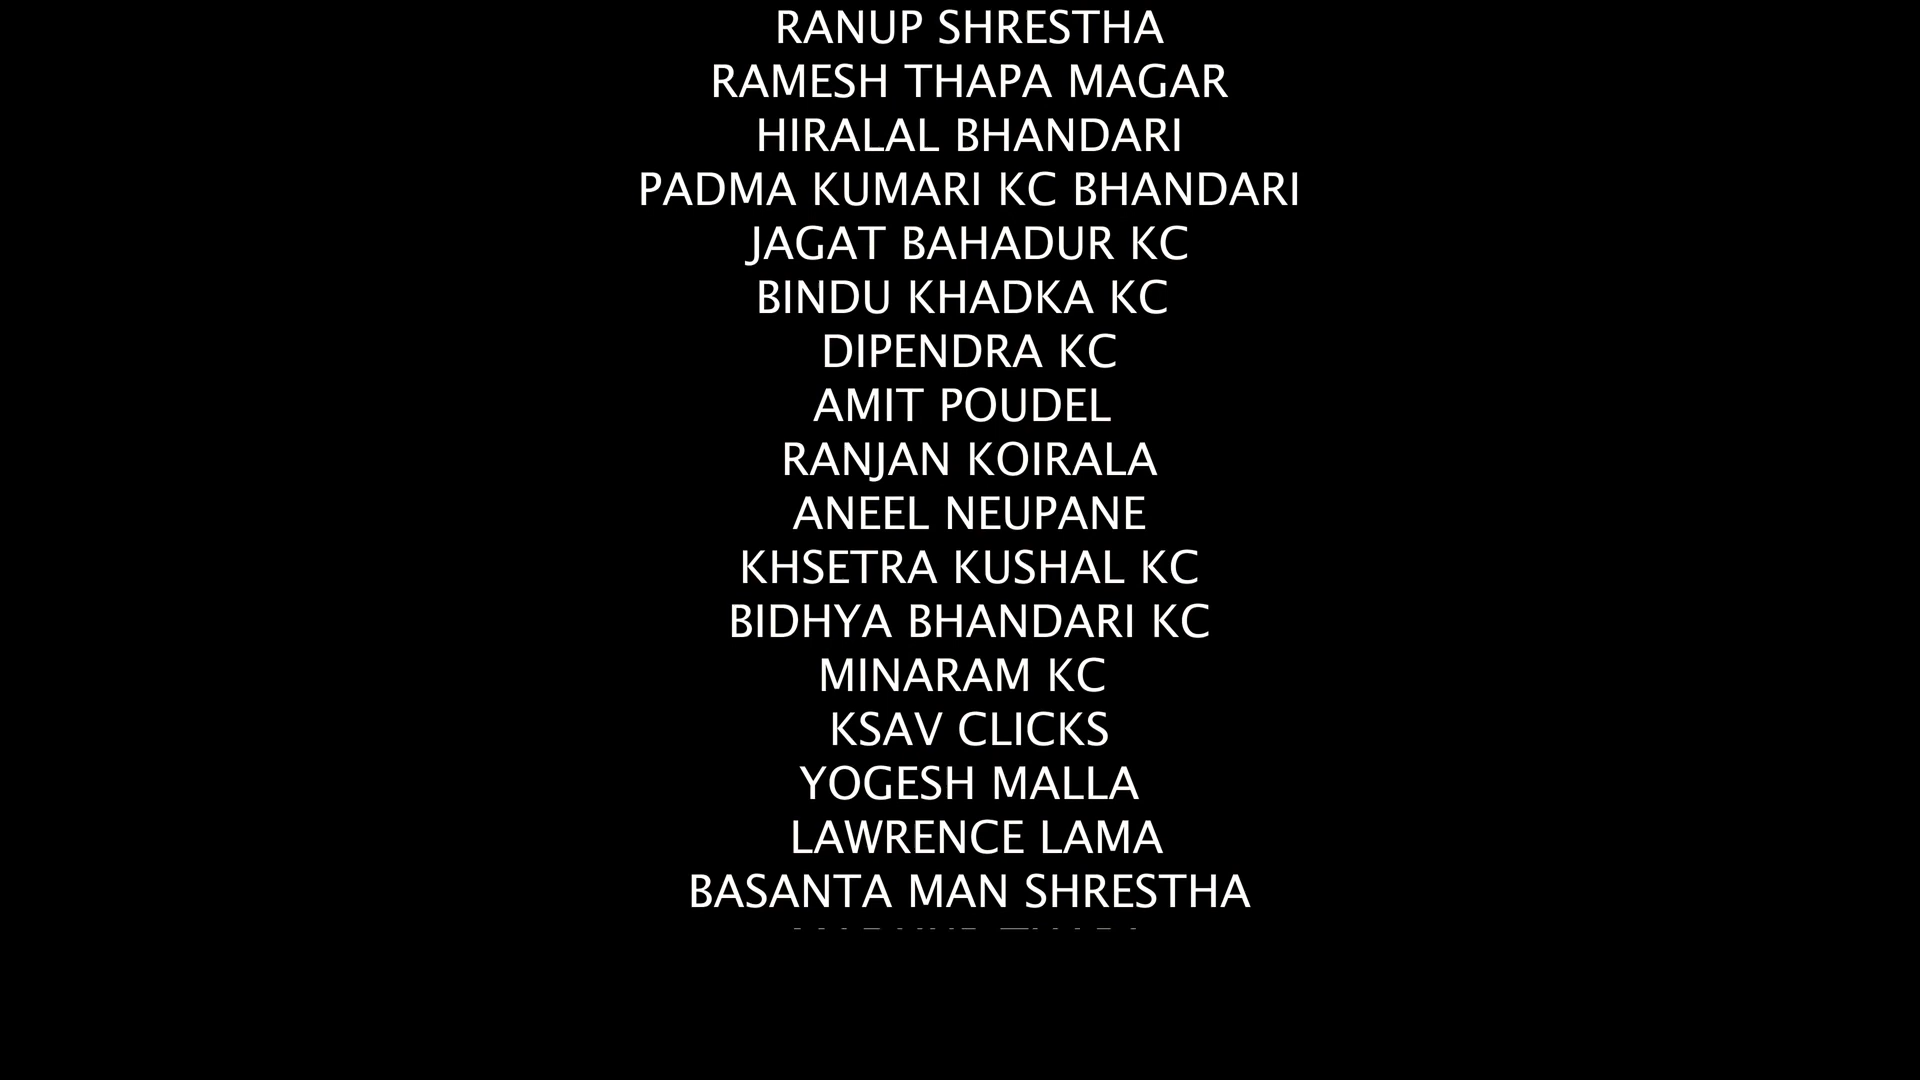 RANUP SHRESTHA
RAMESH THAPA MAGAR
HIRALAL BHANDARI
PADMA KUMARI KC BHANDARI
JAGAT BAHADUR KC
BINDU KHADKA KC
DIPENDRA KC
AMIT POUDEL
RANJAN KOIRALA
ANEEL NEUPANE
KHSETRA KUSHAL KC
BIDHYA BHANDARI KC
MINARAM KC
KSAV CLICKS
YOGESH MALLA
LAWRENCE LAMA
BASANTA MAN SHRESTHA